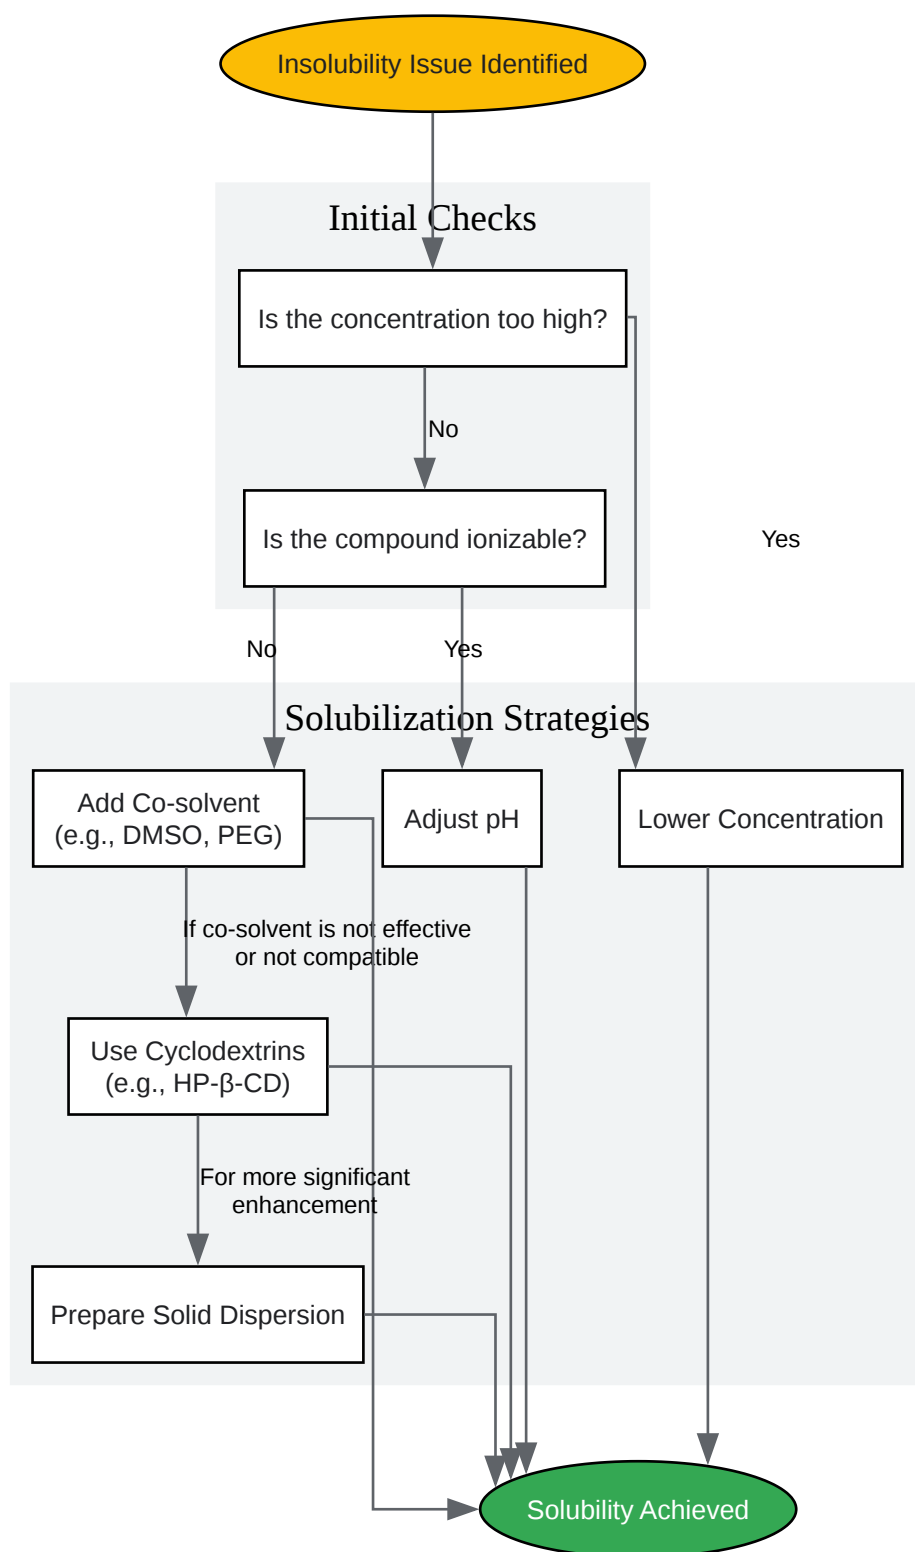 Insolubility Issue Identified
Initial Checks
Is the concentration too high?
No
Is the compound ionizable?
Yes
No
Yes
Solubilization Strategies
Add Co-solvent
(e.g., DMSO, PEG)
Adjust pH
Lower Concentration
If co-solvent is not effective
or not compatible
Use Cyclodextrins
(e.g., HP-β-CD)
For more significant
enhancement
Prepare Solid Dispersion
Solubility Achieved